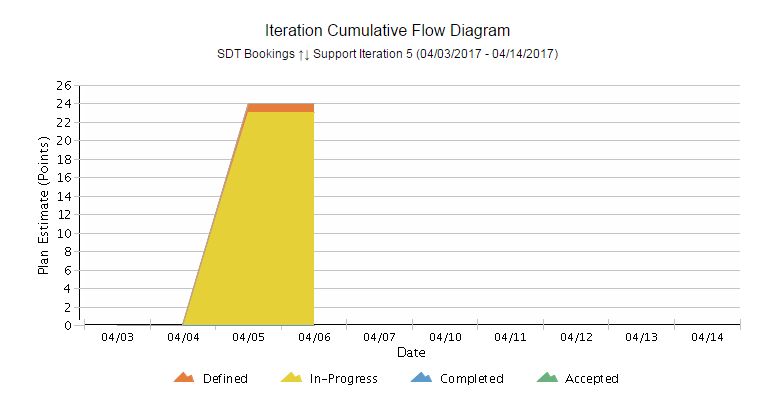 Iteration Cumulative Flow Diagram
SDT Bookings ↑↓ Support Iteration 5 (04/03/2017 - 04/14/2017)
Plan Estimate (Points)
26
24
22
20
18
16
14
12
10
8
6
4
2
0
04/03 04/04 04/05 04/06 04/07 04/10 04/11 04/12 04/13 04/14
Date
Defined In-Progress Completed Accepted